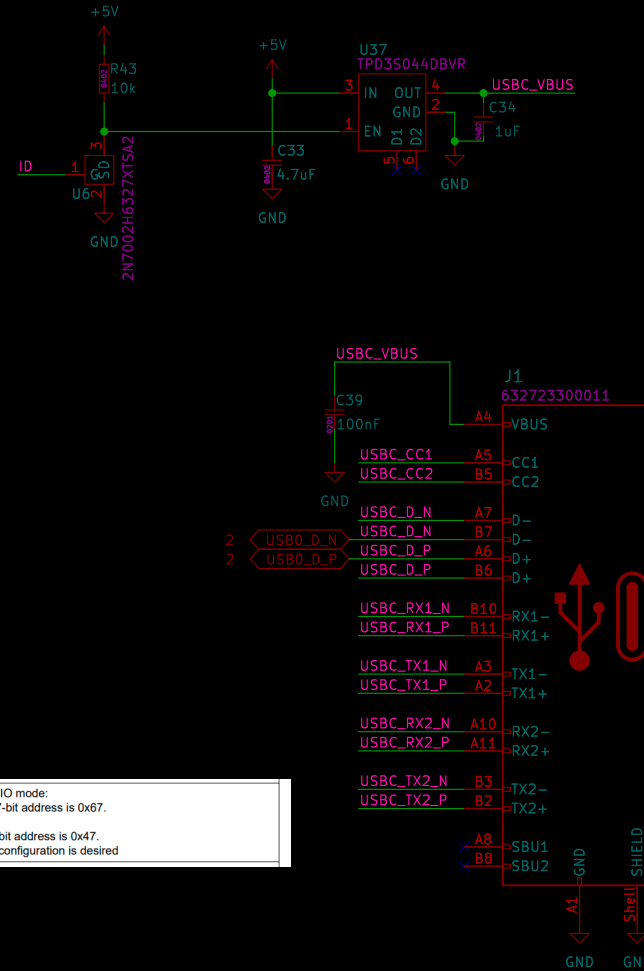 +5V
R43
0402
10k
3
ID
1
G
D
S
U6
2
GND
2N7002H6327XTSA2
+5V
C33
0402
4.7uF
GND
U37
TPD3S044DBVR
3
IN
OUT
4
USBC_VBUS
GND
2
1
EN
D1
D2
5
6
C34
0402
1uF
GND
USBC_VBUS
C39
0201
100nF
GND
J1
632723300011
A4
VBUS
USBC_CC1
A5
CC1
USBC_CC2
B5
CC2
USBC_D_N
A7
D-
2
USB0_D_N
USBC_D_N
B7
D-
2
USB0_D_P
USBC_D_P
A6
D+
USBC_D_P
B6
D+
USBC_RX1_N
B10
RX1-
USBC_RX1_P
B11
RX1+
USBC_TX1_N
A3
TX1-
USBC_TX1_P
A2
TX1+
USBC_RX2_N
A10
RX2-
USBC_RX2_P
A11
RX2+
USBC_TX2_N
B3
TX2-
USBC_TX2_P
B2
TX2+
A8
SBU1
B8
SBU2
GND
SHIELD
A1
Shell
GND
GN
IO mode:
-bit address is 0x67.
bit address is 0x47.
configuration is desired